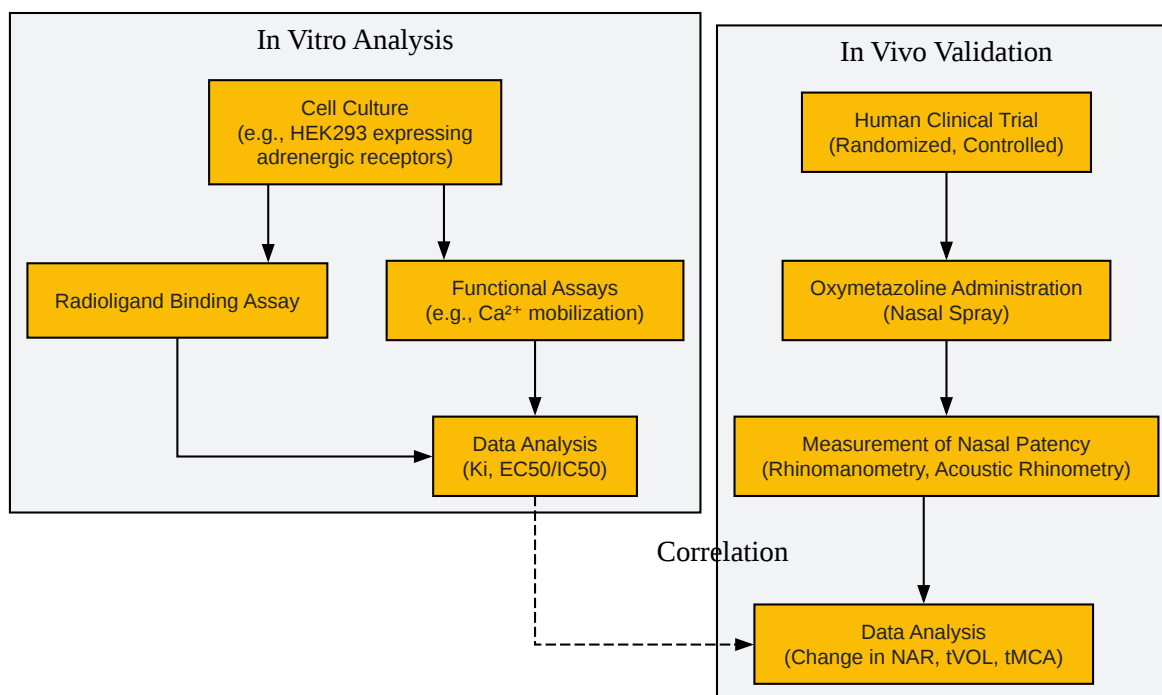 In Vitro Analysis
Cell Culture
(e.g., HEK293 expressing
adrenergic receptors)
Radioligand Binding Assay
Functional Assays
(e.g., Ca²⁺ mobilization)
Data Analysis
(Ki, EC50/IC50)
Correlation
In Vivo Validation
Human Clinical Trial
(Randomized, Controlled)
Oxymetazoline Administration
(Nasal Spray)
Measurement of Nasal Patency
(Rhinomanometry, Acoustic Rhinometry)
Data Analysis
(Change in NAR, tVOL, tMCA)